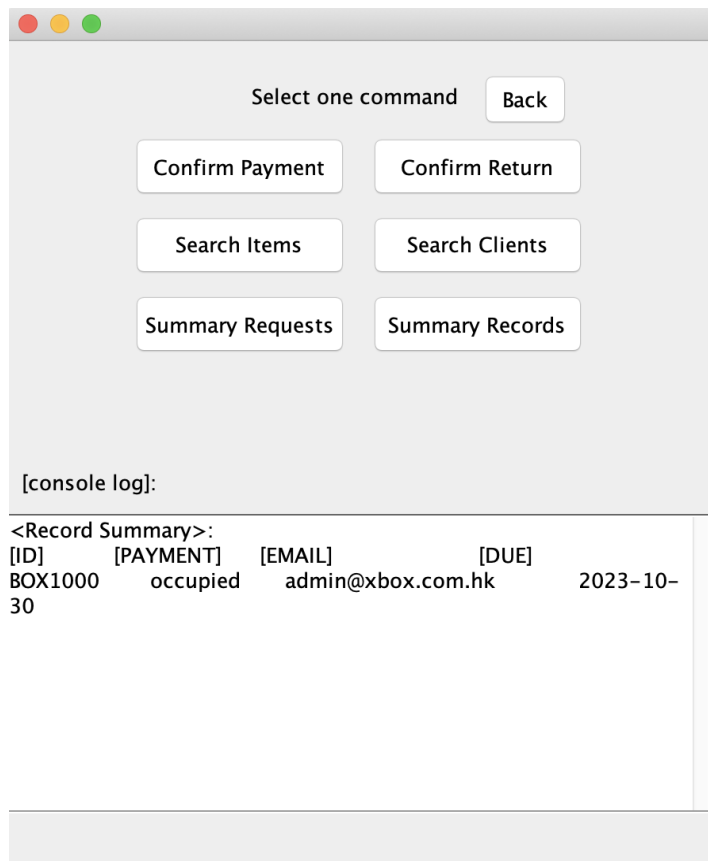 Select one command Back
Confirm Payment Confirm Return
Search Items Search Clients
Summary Requests Summary Records
[console log]:
<Record Summary>:
[ID] [PAYMENT] [EMAIL] [DUE]
BOX1000 occupied admin@xbox.com.hk 2023-10-
30